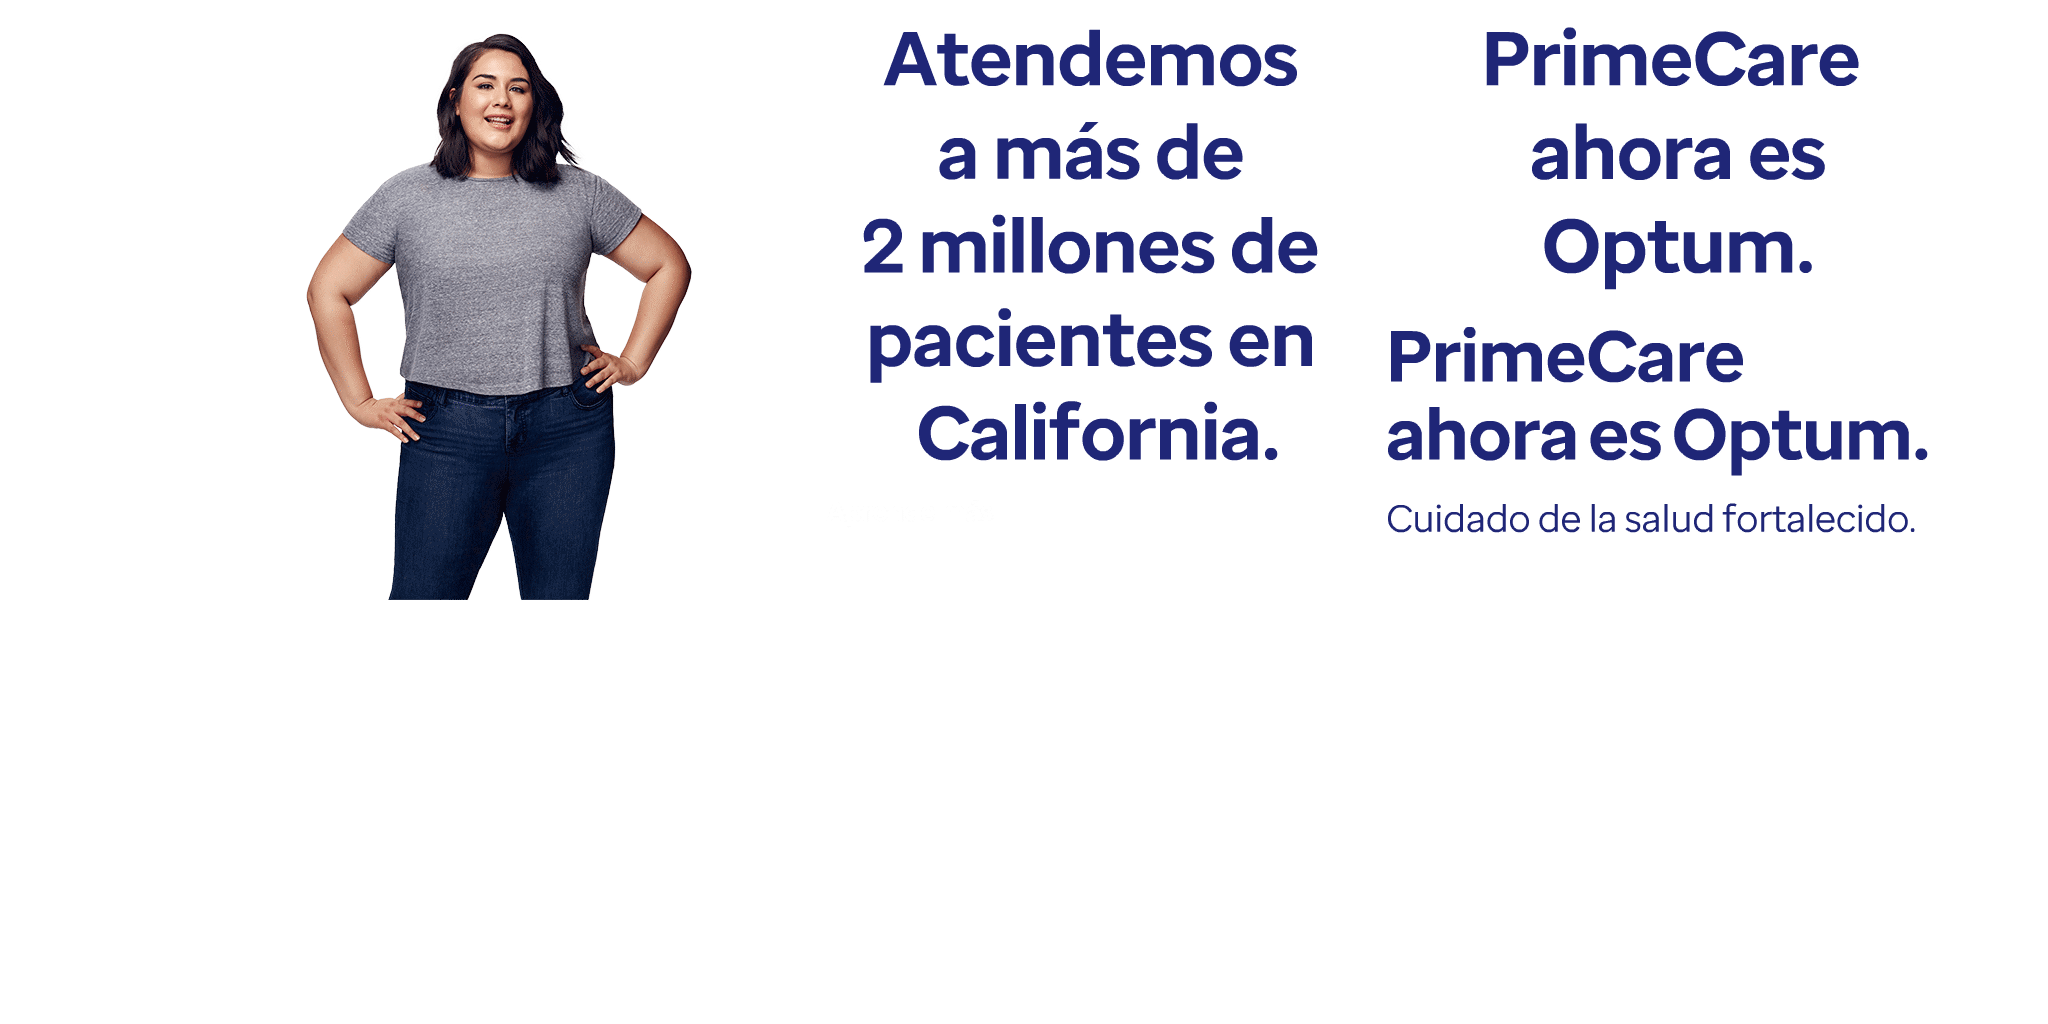 Atendemos
a más de
2 millones de
pacientes en
California.
PrimeCare
ahora es
Optum.
PrimeCare
ahora es Optum.
Cuidado de la salud fortalecido.